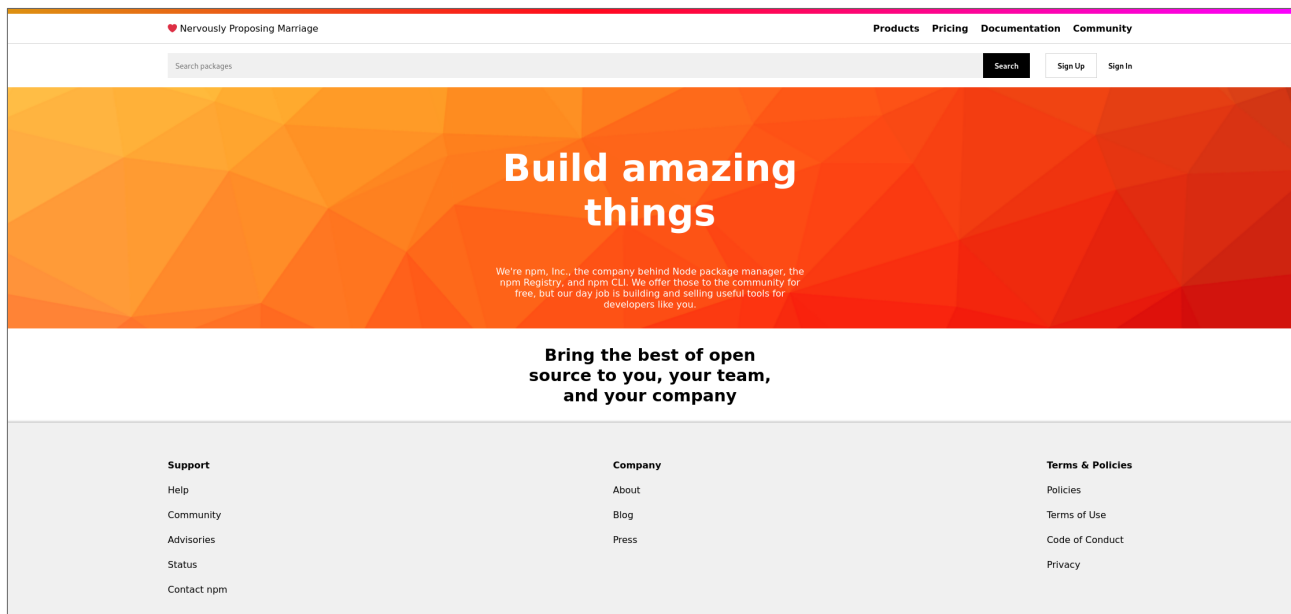 Nervously Proposing Marriage
Products Pricing Documentation Community
Search packages Search Sign Up Sign In
Build amazing
things
We're npm, Inc., the company behind Node package manager, the
npm Registry, and npm CLI. We offer those to the community for
free, but our day job is building and selling useful tools for
developers like you.
Bring the best of open
source to you, your team,
and your company
Support
Help
Community
Advisories
Status
Contact npm
Company
About
Blog
Press
Terms & Policies
Policies
Terms of Use
Code of Conduct
Privacy